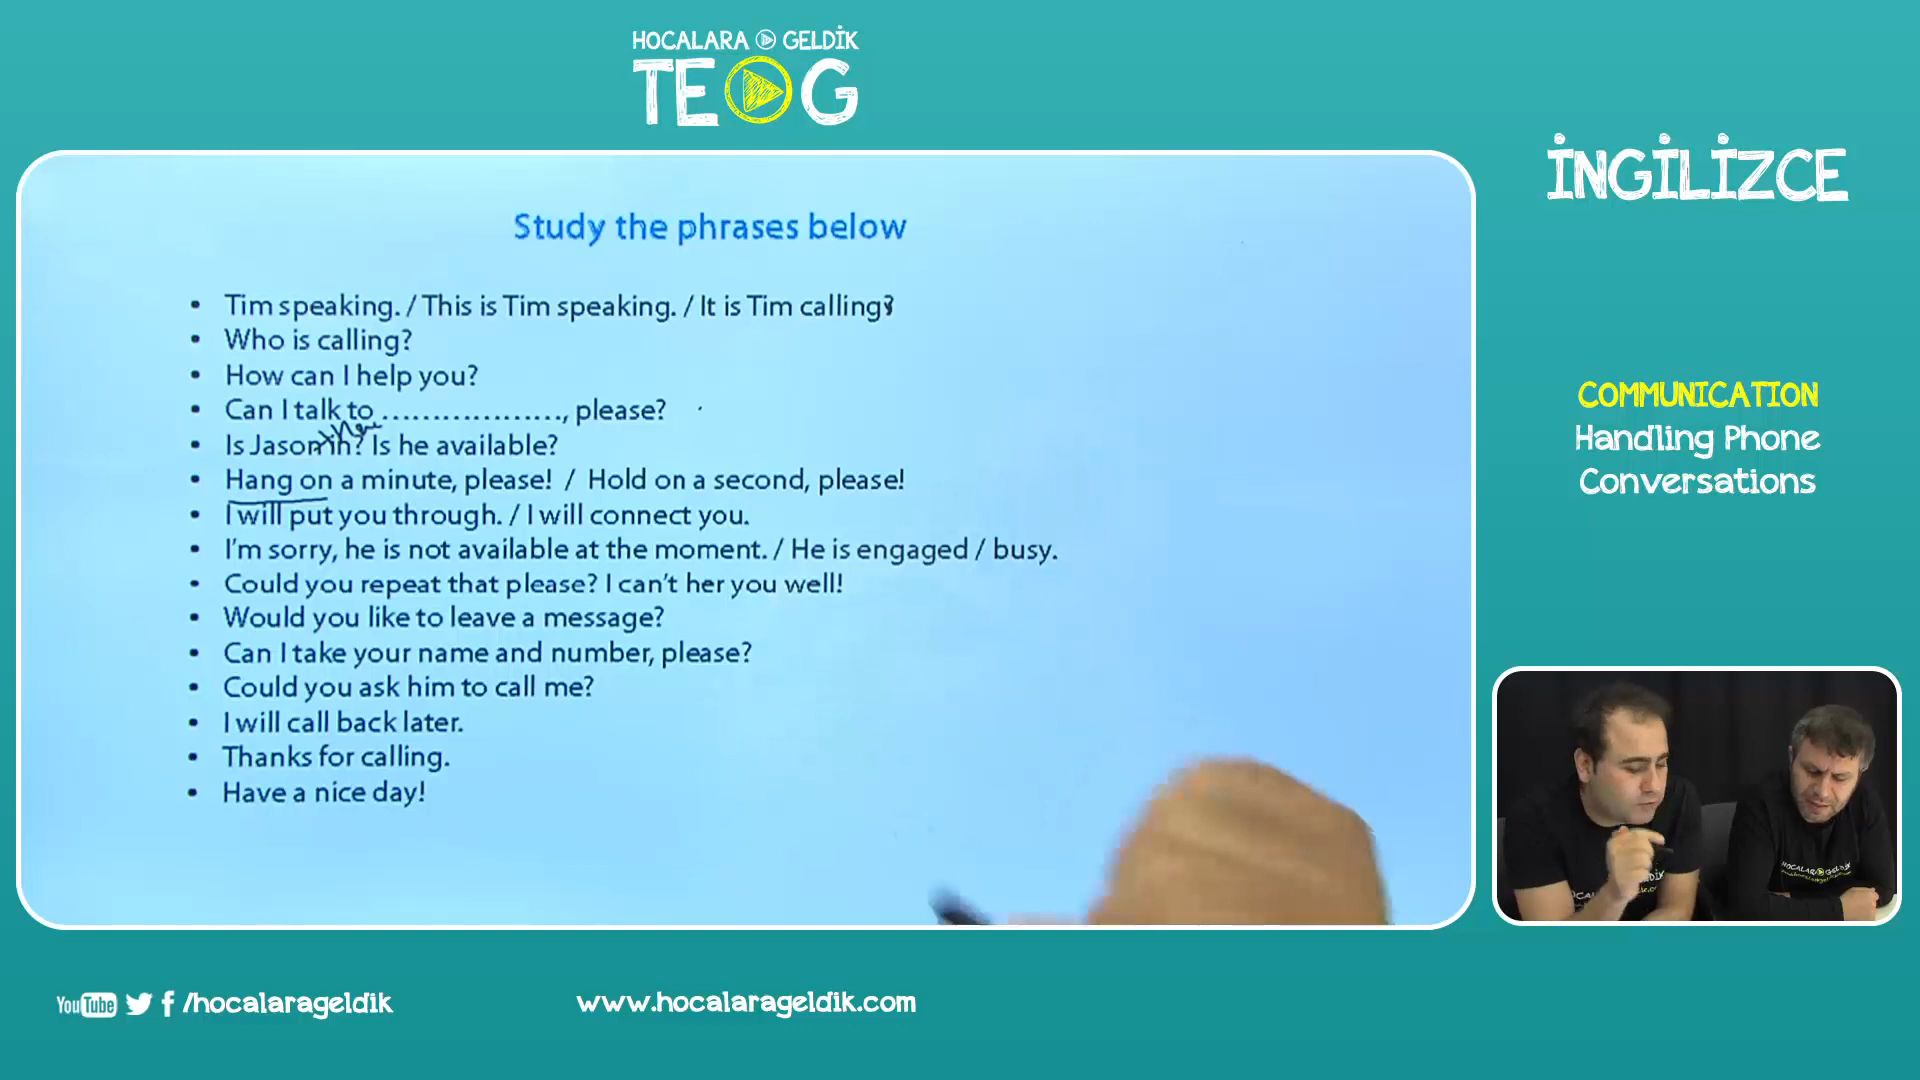 HOCALARA GELDİK
TEOG
İNGİLİZCE
Study the phrases below
• Tim speaking. / This is Tim speaking. / It is Tim calling?
• Who is calling?
• How can I help you?
• Can I talk to ..................., please?
• Is Jason in? Is he available?
• Hang on a minute, please! / Hold on a second, please!
• I will put you through. / I will connect you.
• I'm sorry, he is not available at the moment. / He is engaged / busy.
• Could you repeat that please? I can't her you well!
• Would you like to leave a message?
• Can I take your name and number, please?
• Could you ask him to call me?
• I will call back later.
• Thanks for calling.
• Have a nice day!
COMMUNICATION
Handling Phone
Conversations
YouTube /hocalarageldik
www.hocalarageldik.com